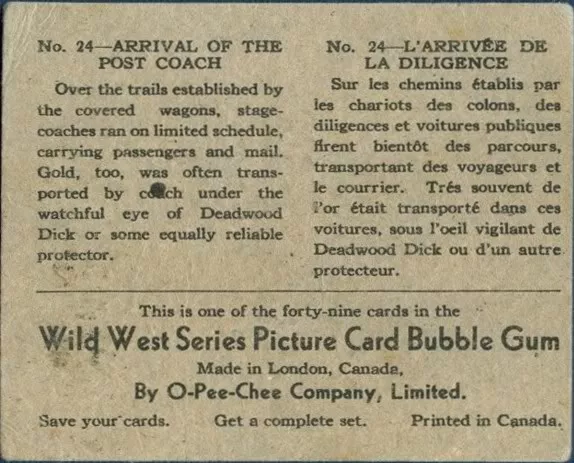 No. 24—ARRIVAL OF THE
POST COACH
Over the trails established by
the covered wagons, stage-
coaches ran on limited schedule,
carrying passengers and mail.
Gold, too, was often trans-
ported by coach under the
watchful eye of Deadwood
Dick or some equally reliable
protector.
No. 24—L'ARRIVÉE DE
LA DILIGENCE
Sur les chemins établis par
les chariots des colons, des
diligences et voitures publiques
firent bientôt des parcours,
transportant des voyageurs et
le courrier. Trés souvent de
l'or était transporté dans ces
voitures, sous l'oeil vigilant de
Deadwood Dick ou d'un autre
protecteur.
This is one of the forty-nine cards in the
Wild West Series Picture Card Bubble Gum
Made in London, Canada,
By O-Pee-Chee Company, Limited.
Save your cards. Get a complete set. Printed in Canada.